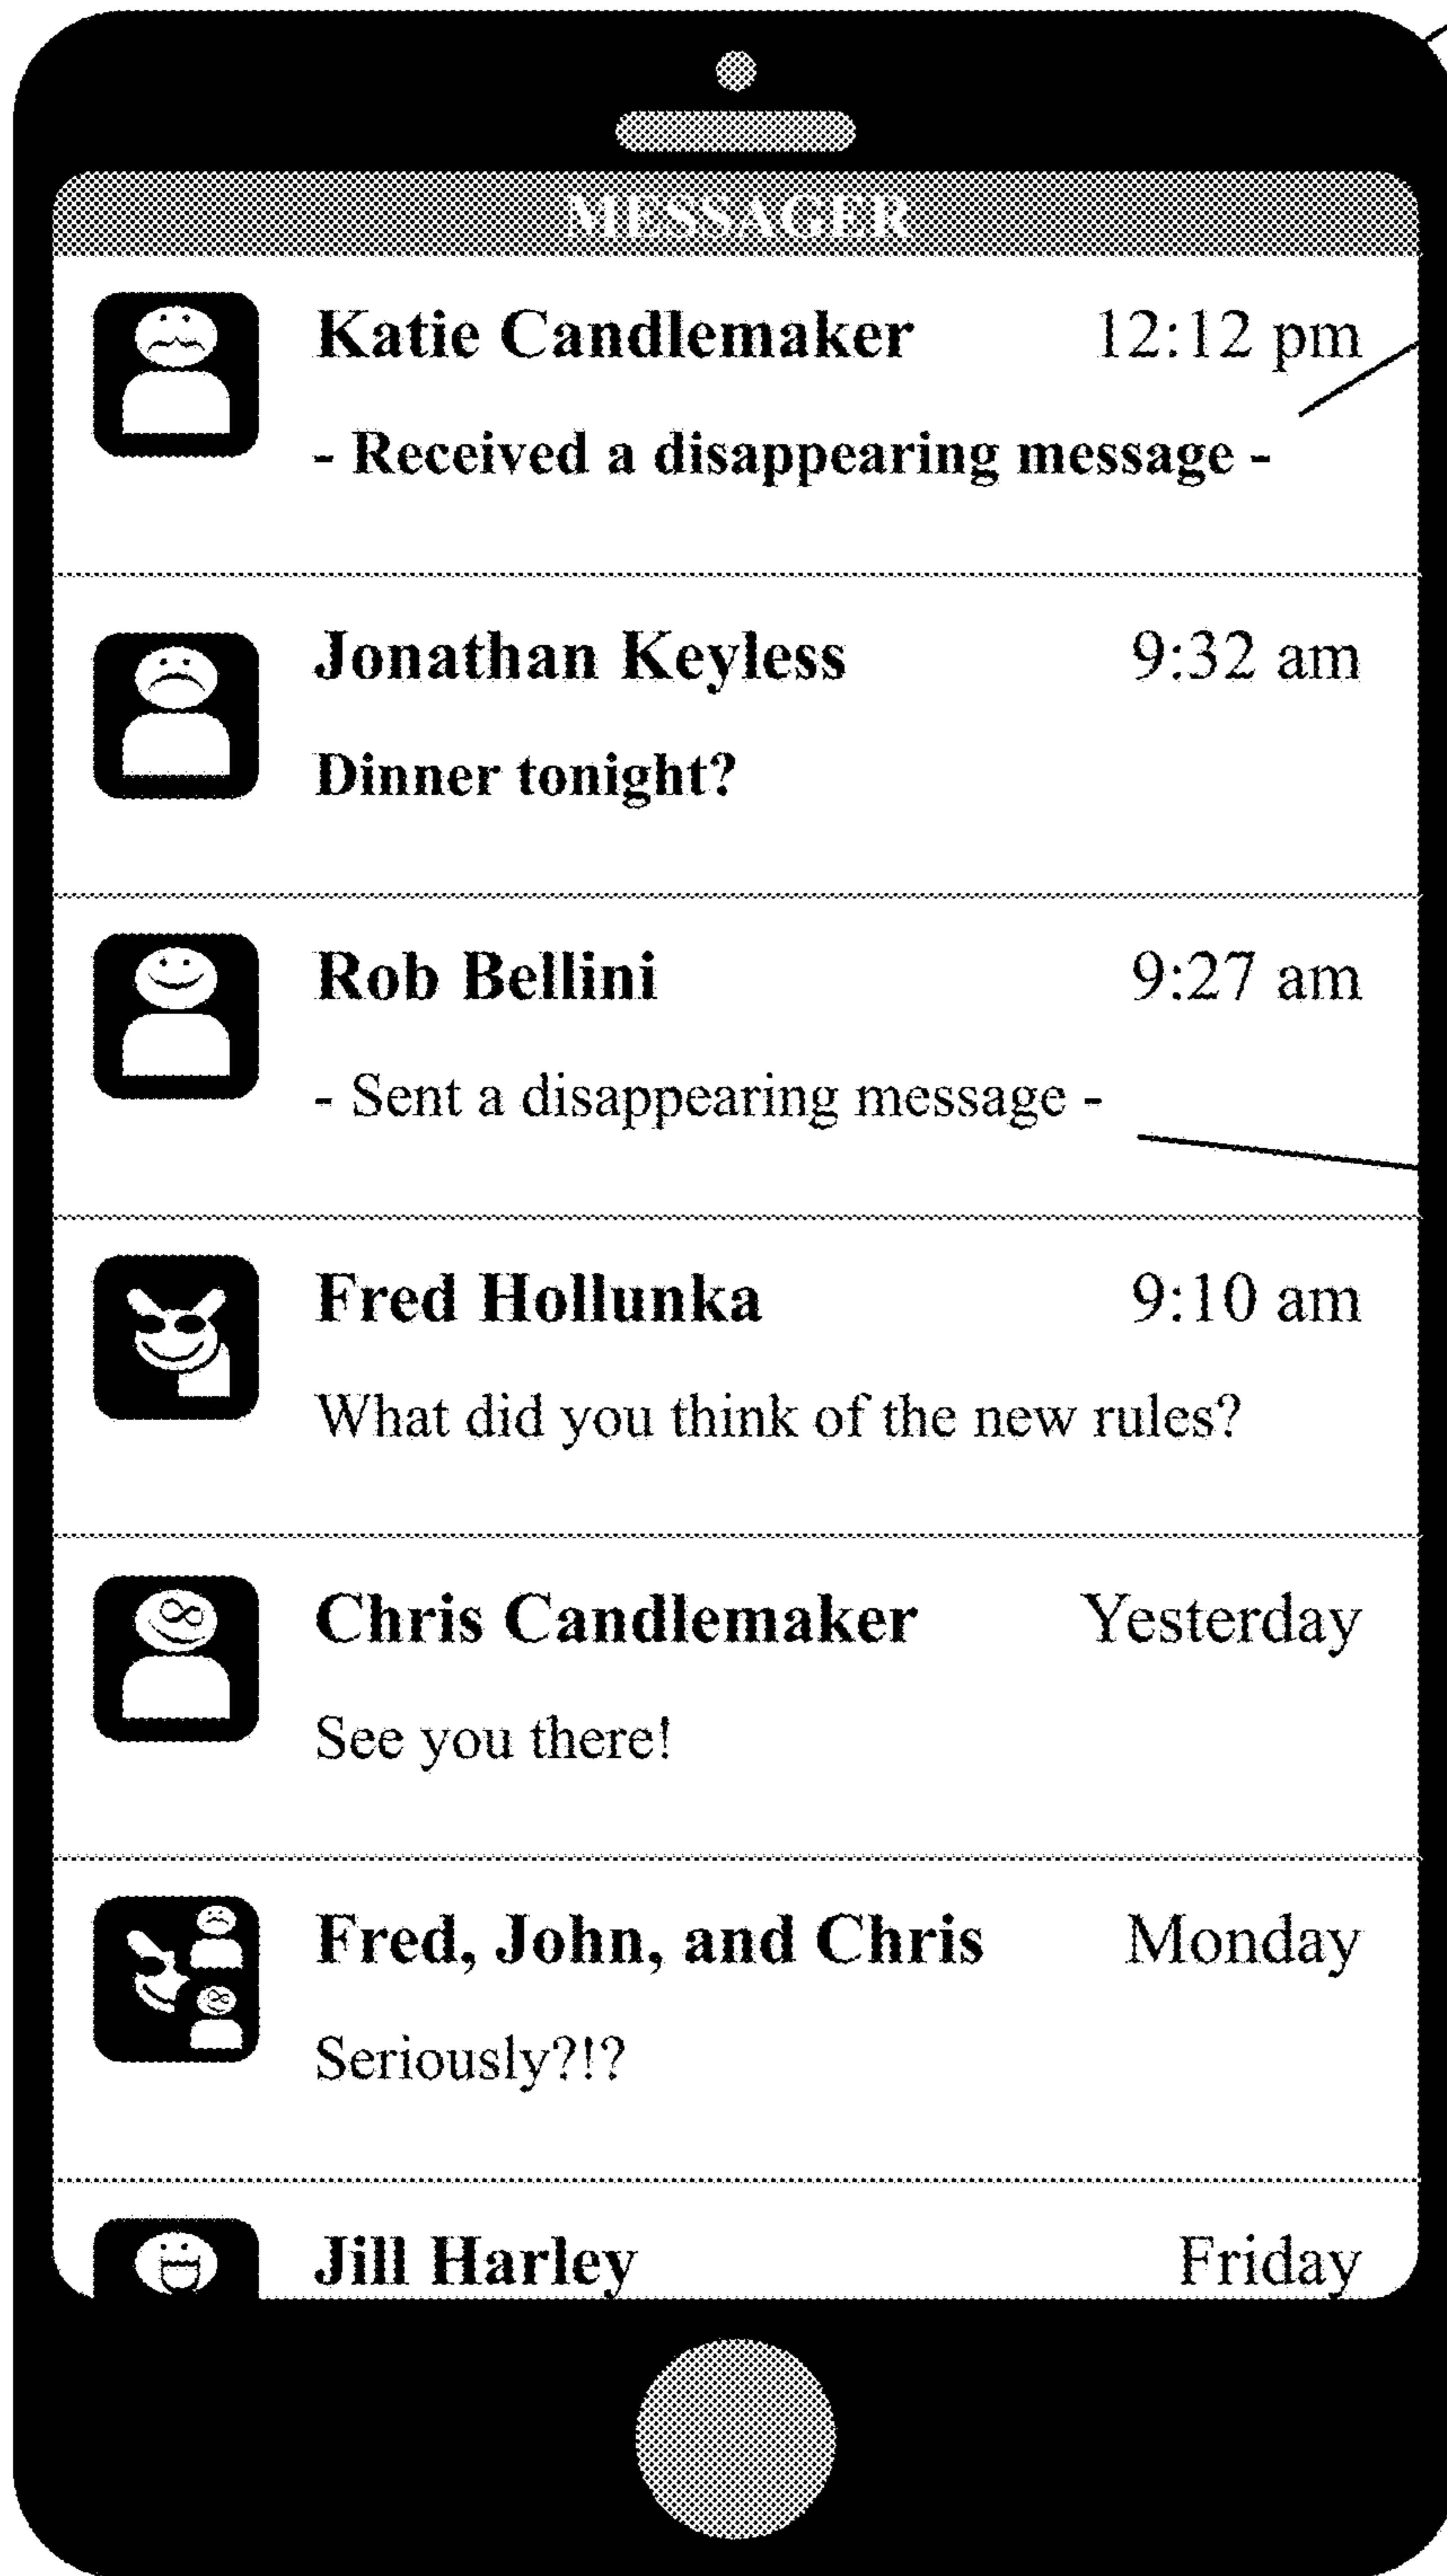 MESSAGER
Katie Candlemaker 12:12 pm
- Received a disappearing message -
Jonathan Keyless 9:32 am
Dinner tonight?
Rob Bellini 9:27 am
- Sent a disappearing message -
Fred Hollunka 9:10 am
What did you think of the new rules?
Chris Candlemaker Yesterday
See you there!
Fred, John, and Chris Monday
Seriously?!?
Jill Harley Friday